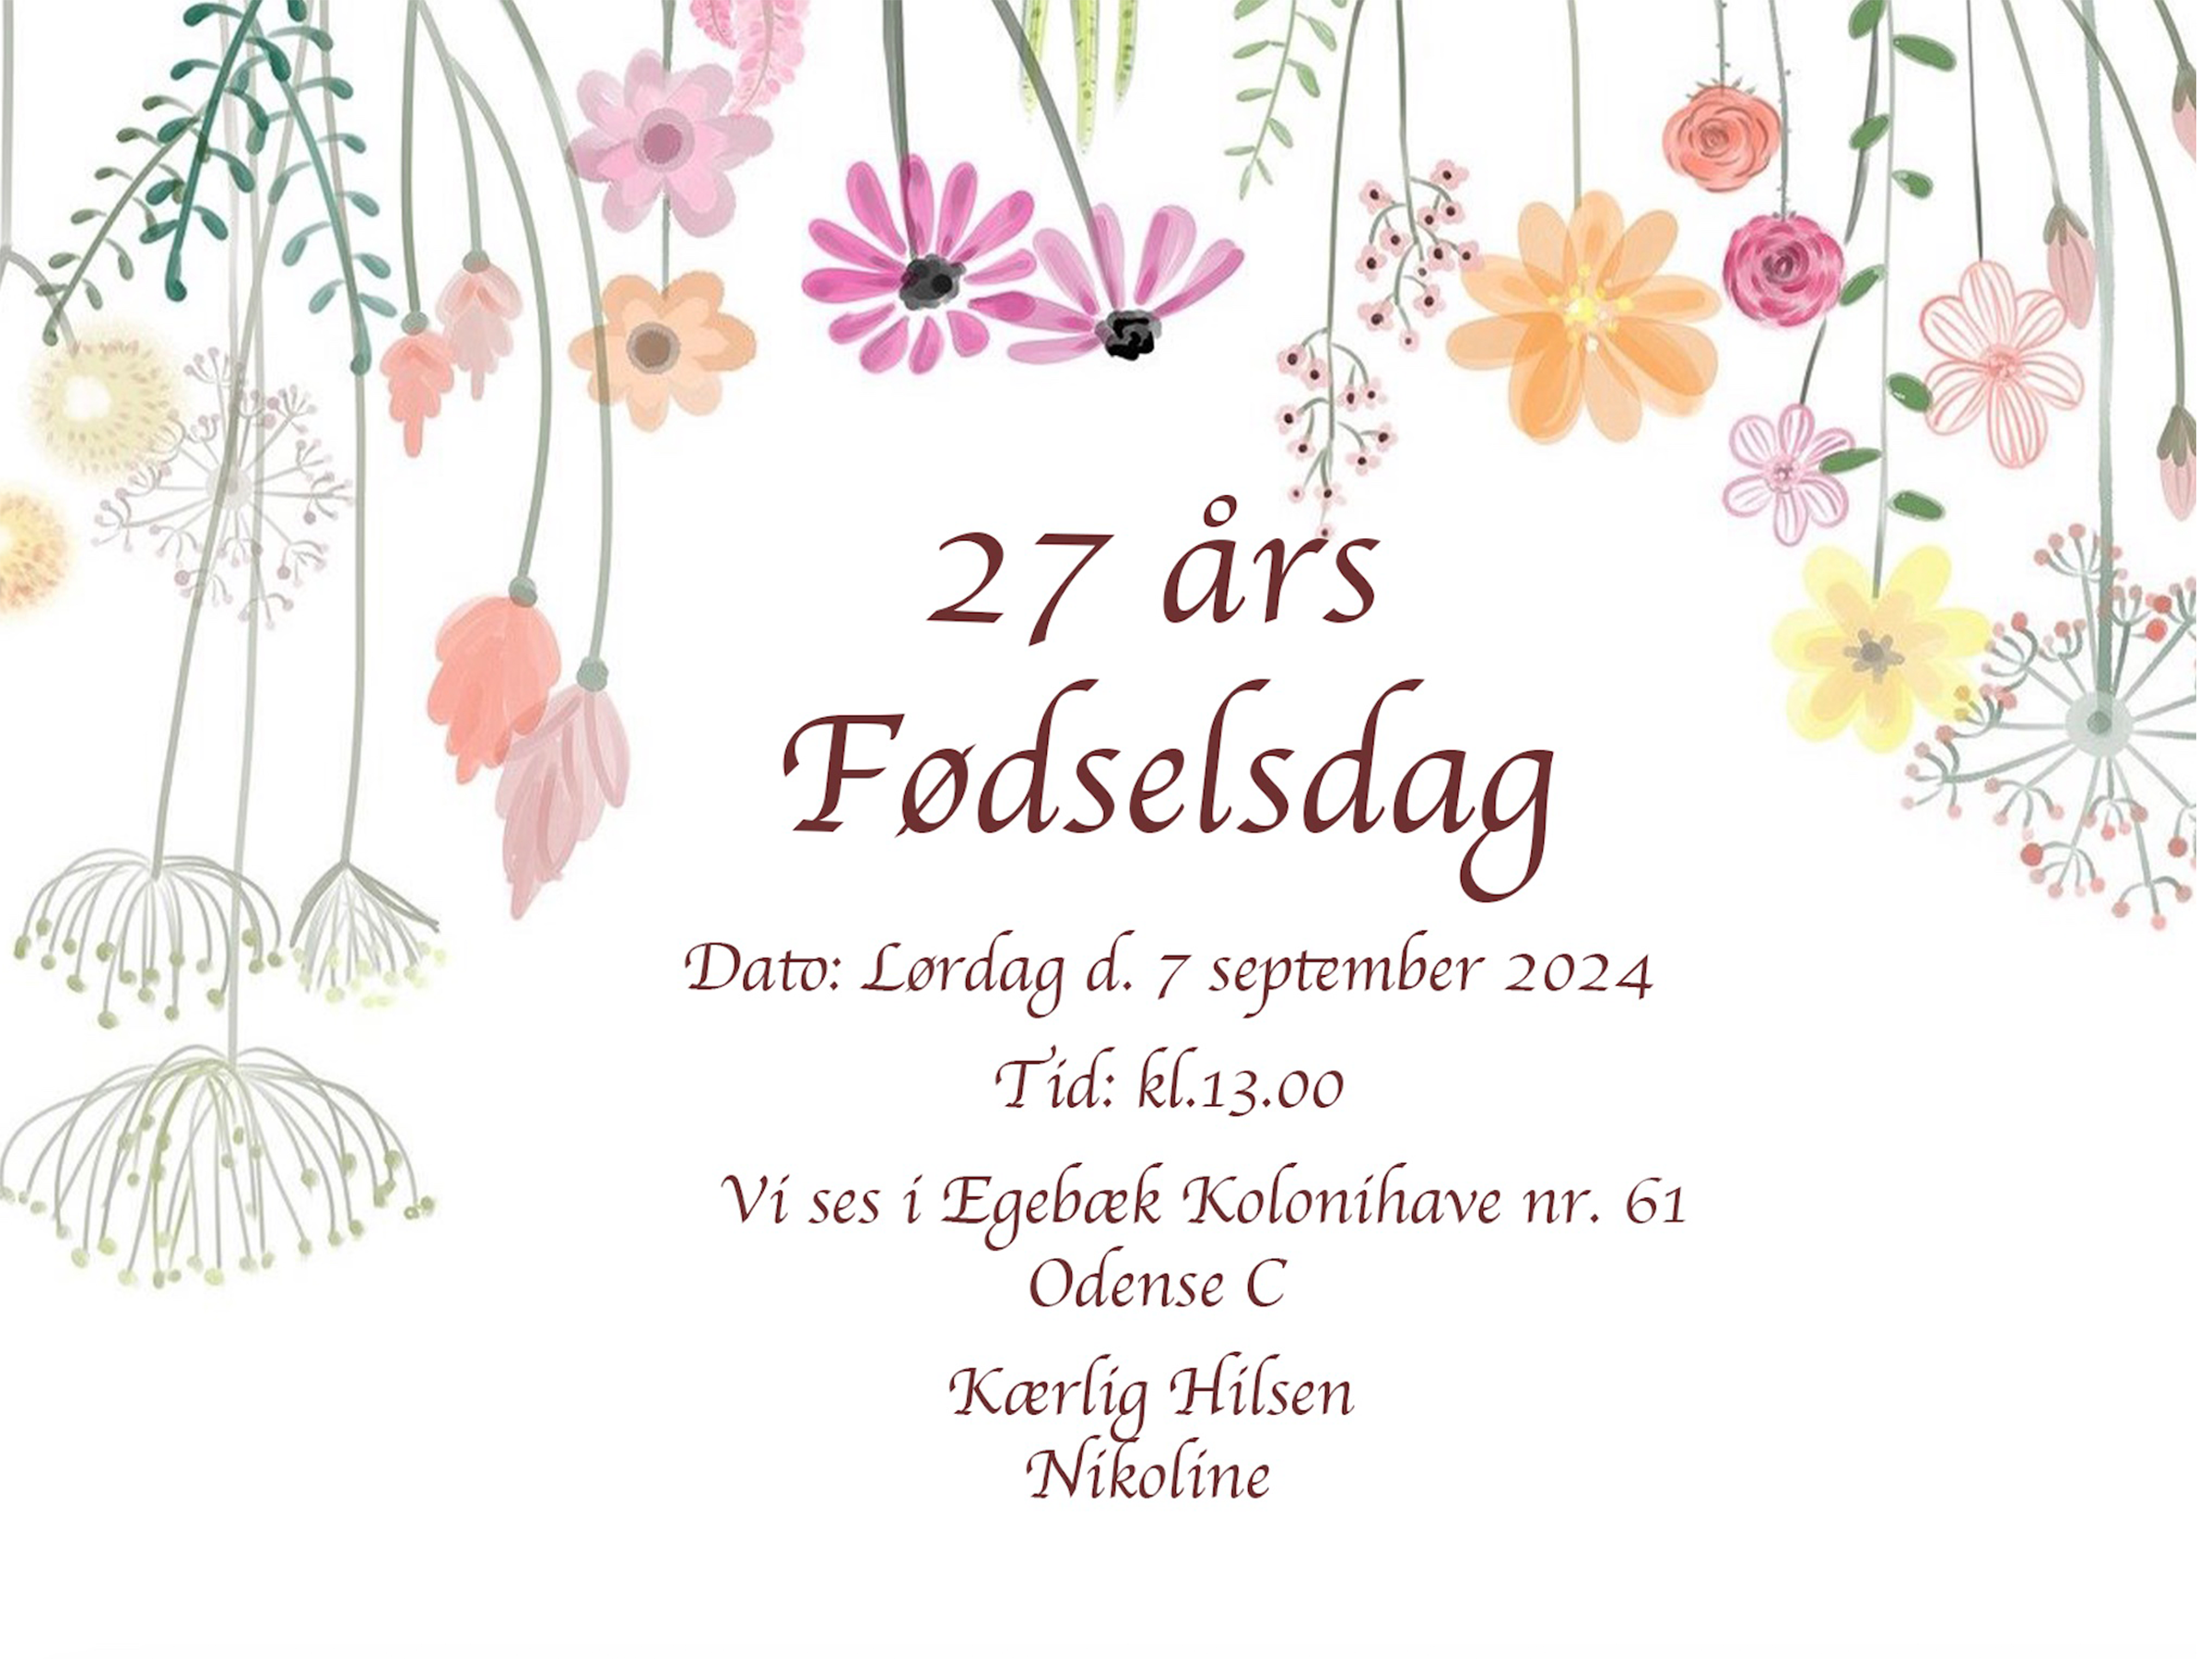 27 års
Fødselsdag
Dato: Lørdag d. 7 september 2024
Tid: kl.13.00
Vi ses i Egebæk Kolonihave nr. 61
Odense C
Kærlig Hilsen
Nikoline